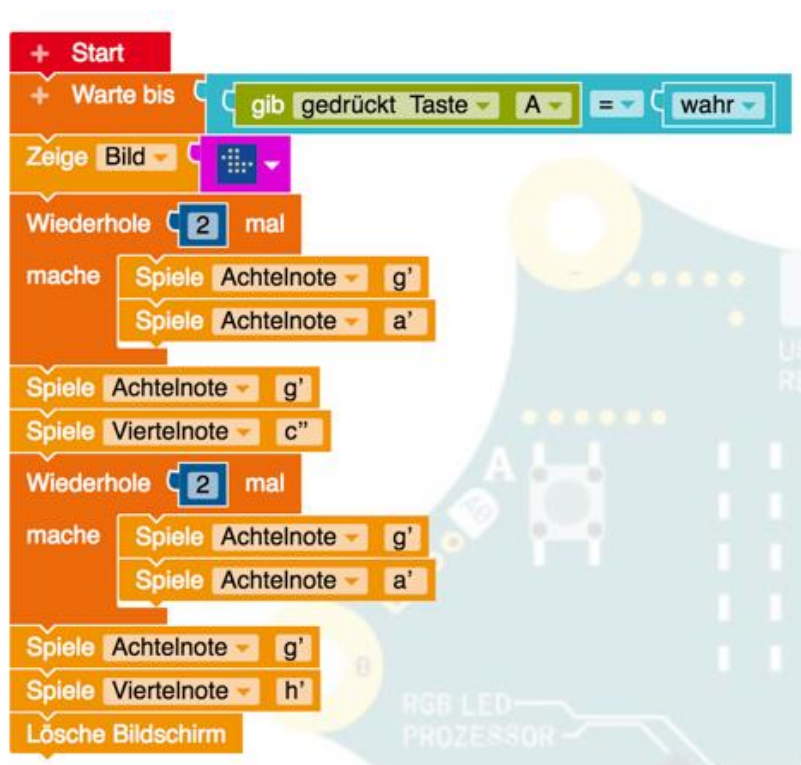 + Start
+ Warte bis gib gedrückt Taste A = wahr
Zeige Bild
Wiederhole 2 mal
mache Spiele Achtelnote g’
Spiele Achtelnote a’
Spiele Achtelnote g’
Spiele Viertelnote c”
Wiederhole 2 mal
mache Spiele Achtelnote g’
Spiele Achtelnote a’
Spiele Achtelnote g’
Spiele Viertelnote h’
Lösche Bildschirm
A
A0
RGB LED
PROZESSOR